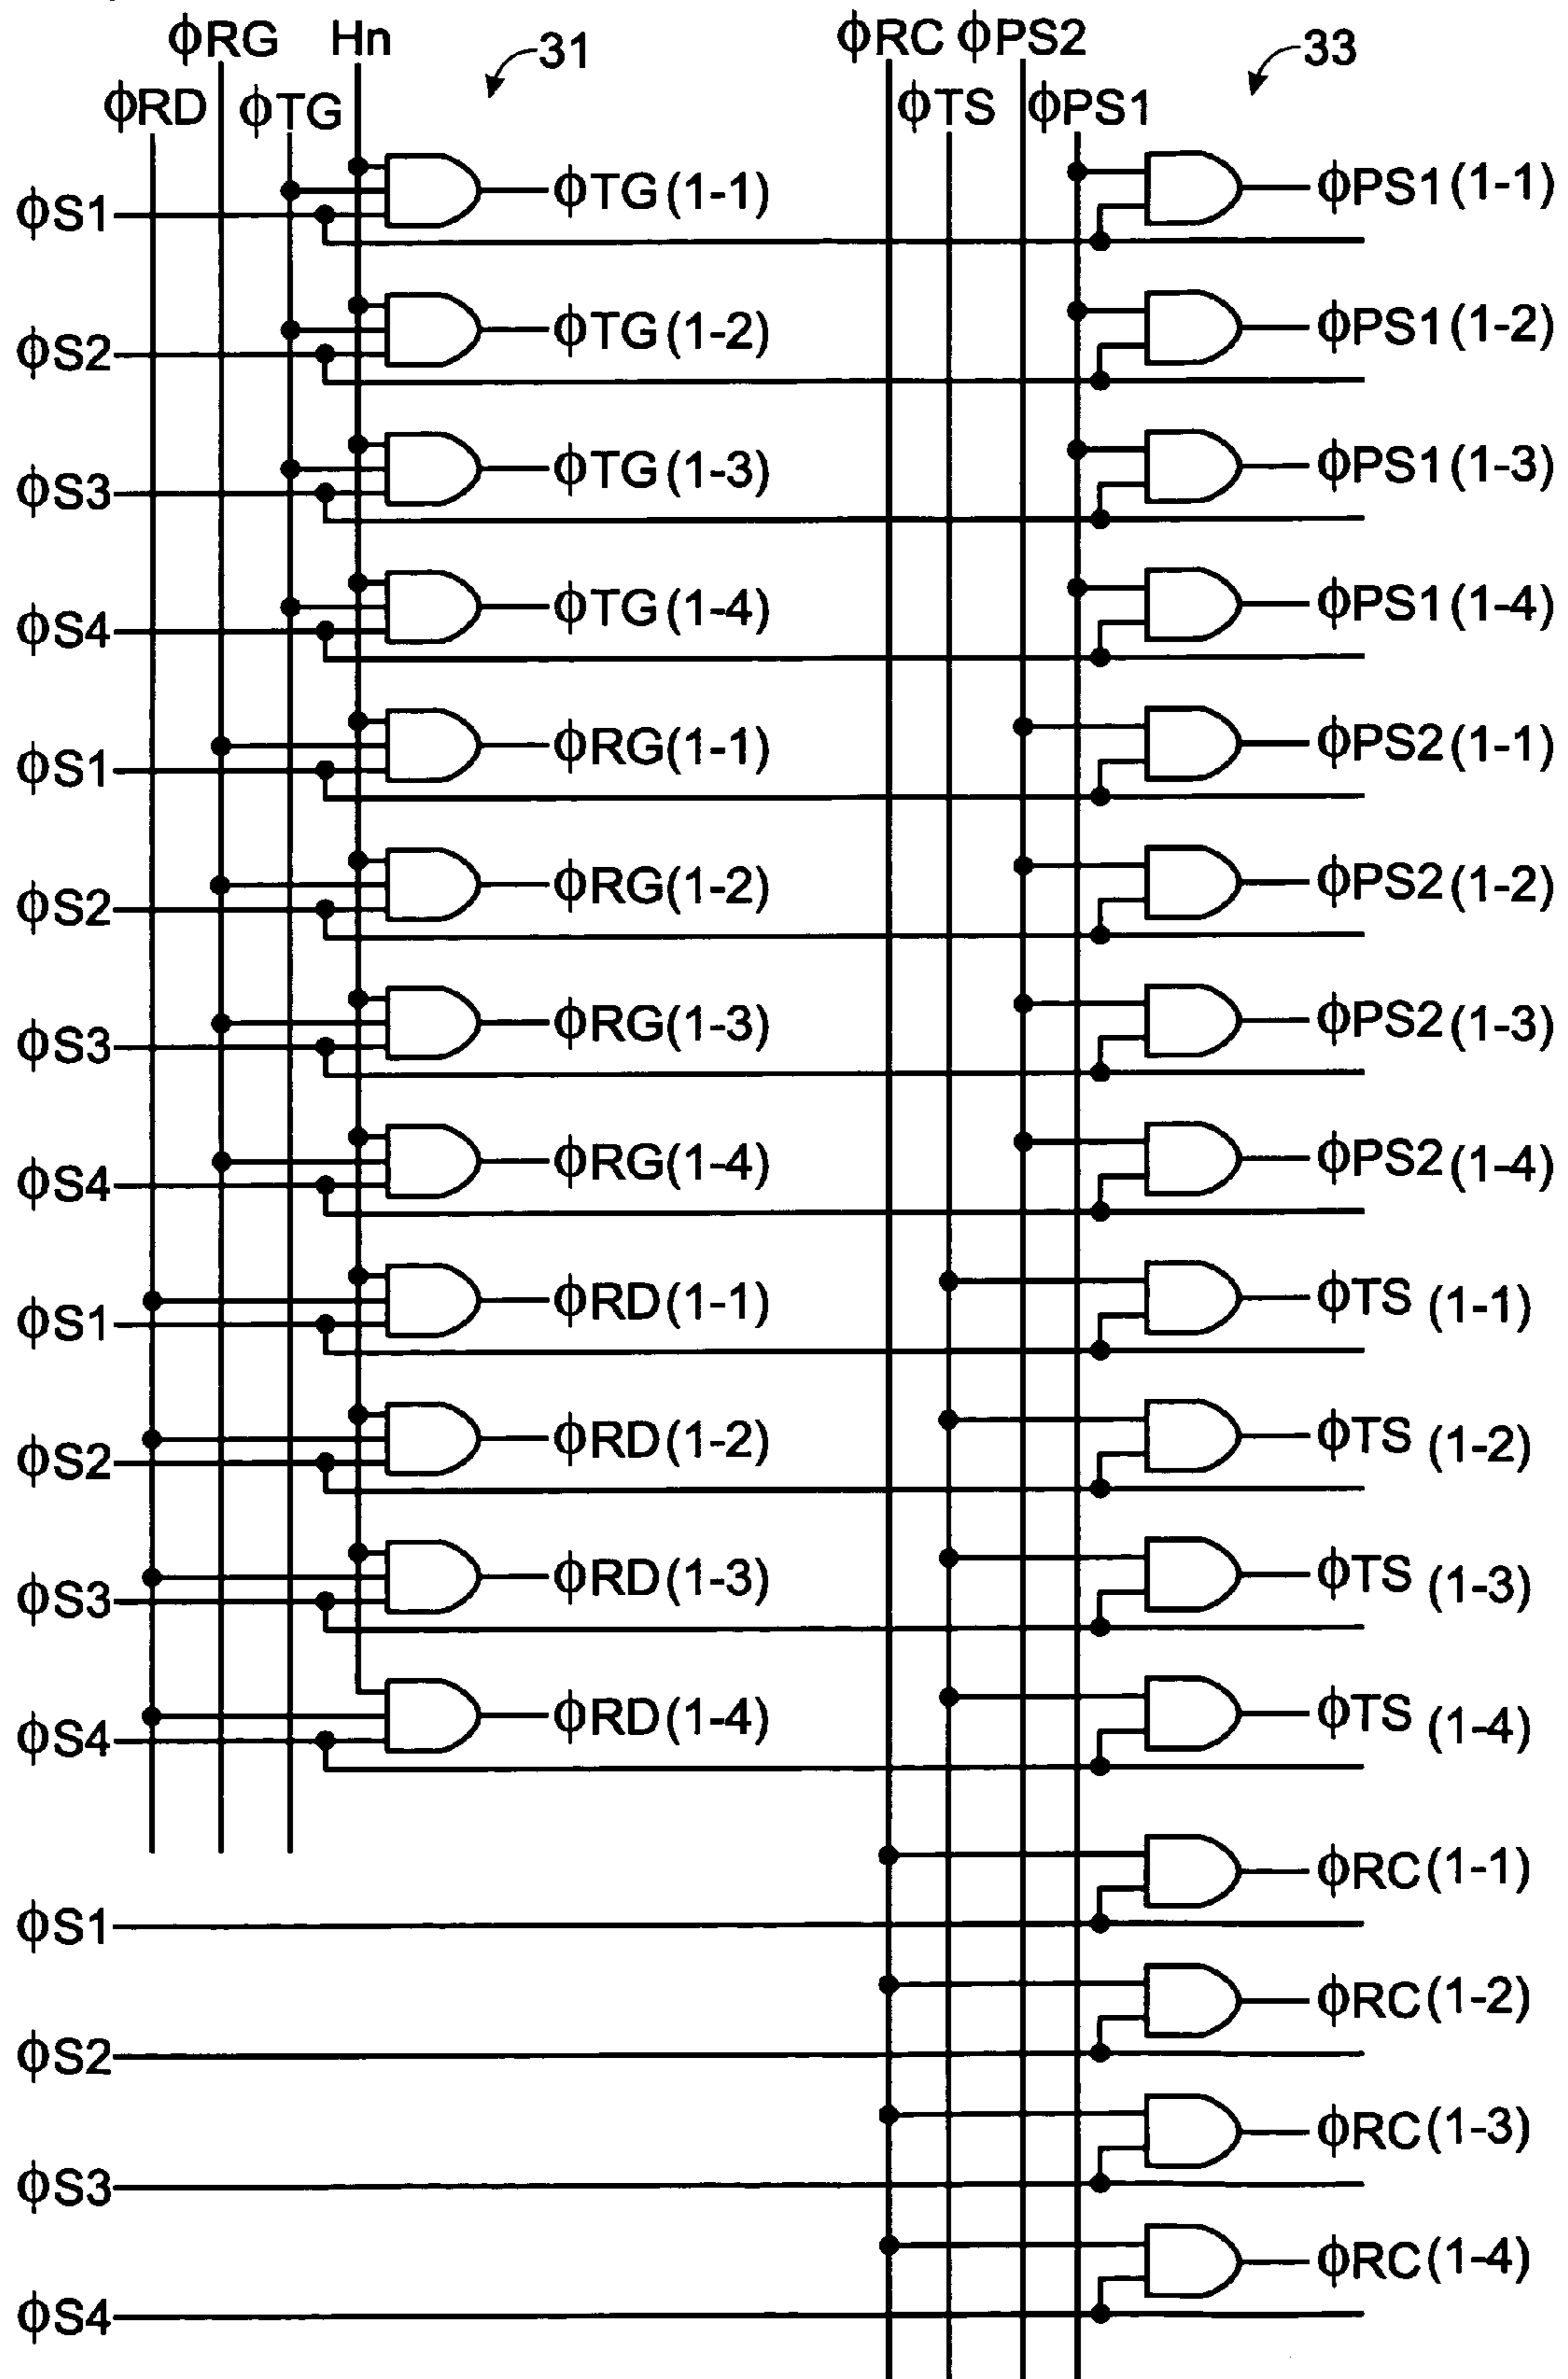 ϕRG Hn 31 ϕRC ϕPS2 33
ϕRD ϕTG ϕTS ϕPS1
ϕS1 ϕTG(1-1) ϕPS1(1-1)
ϕS2 ϕTG(1-2) ϕPS1(1-2)
ϕS3 ϕTG(1-3) ϕPS1(1-3)
ϕS4 ϕTG(1-4) ϕPS1(1-4)
ϕS1 ϕRG(1-1) ϕPS2(1-1)
ϕS2 ϕRG(1-2) ϕPS2(1-2)
ϕS3 ϕRG(1-3) ϕPS2(1-3)
ϕS4 ϕRG(1-4) ϕPS2(1-4)
ϕS1 ϕRD(1-1) ϕTS (1-1)
ϕS2 ϕRD(1-2) ϕTS (1-2)
ϕS3 ϕRD(1-3) ϕTS (1-3)
ϕS4 ϕRD(1-4) ϕTS (1-4)
ϕS1 ϕRC(1-1)
ϕS2 ϕRC(1-2)
ϕS3 ϕRC(1-3)
ϕS4 ϕRC(1-4)